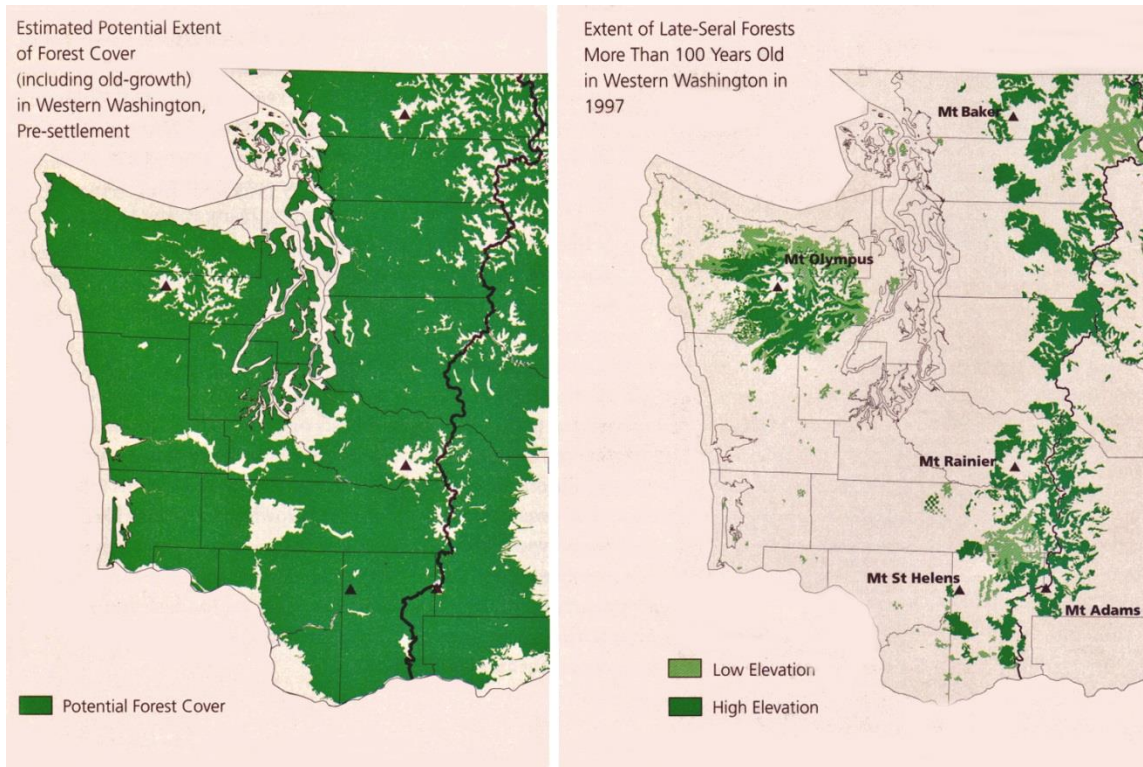 Estimated Potential Extent
of Forest Cover
(including old-growth)
in Western Washington,
Pre-settlement
Potential Forest Cover
Extent of Late-Seral Forests
More Than 100 Years Old
in Western Washington in
1997
Mt Baker
Mt Olympus
Mt Rainier
Mt St Helens
Mt Adams
Low Elevation
High Elevation